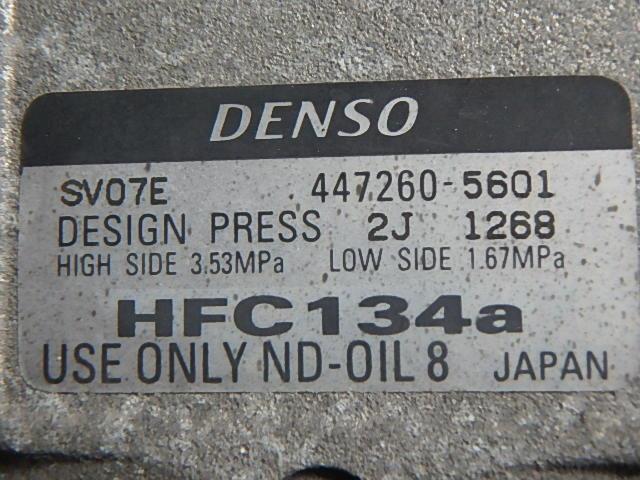 DENSO
SV07E 447260-5601
DESIGN PRESS 2J 1268
HIGH SIDE 3.53MPa LOW SIDE 1.67MPa
HFC134a
USE ONLY ND-OIL 8 JAPAN